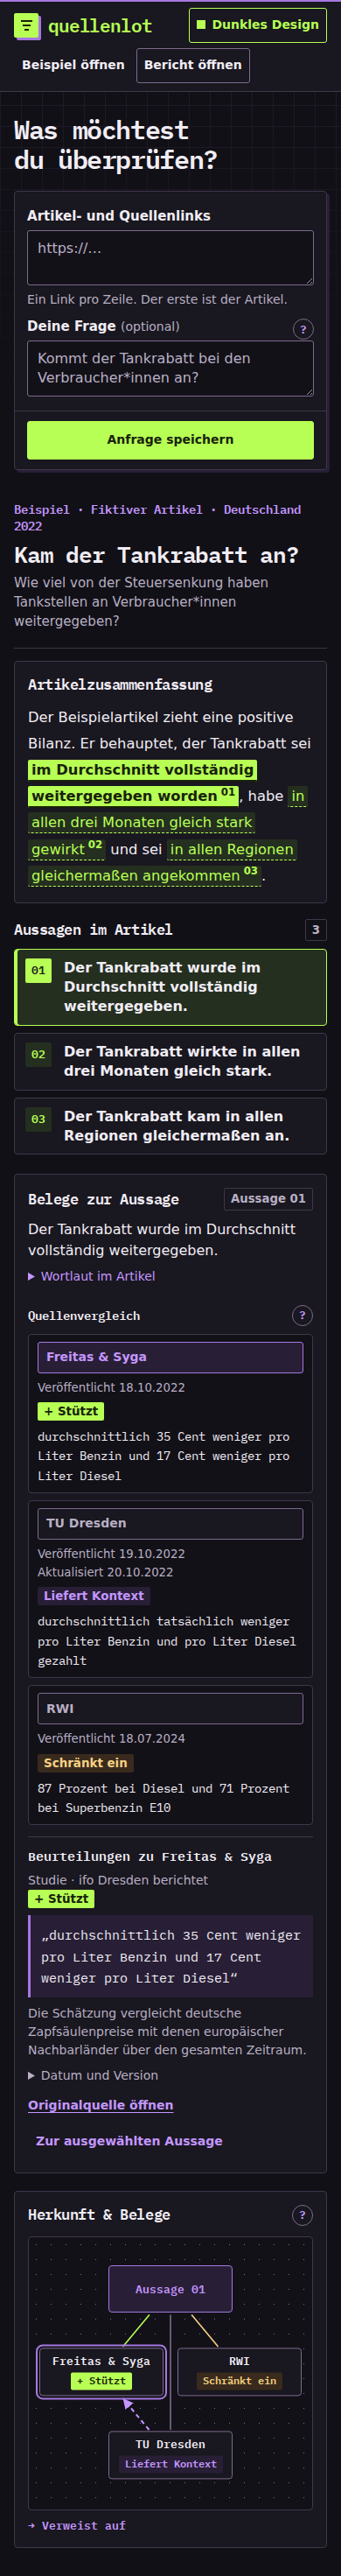 quellenlot
Dunkles Design
Beispiel öffnen
Bericht öffnen
Was möchtest
du überprüfen?
Artikel- und Quellenlinks
https://…
Ein Link pro Zeile. Der erste ist der Artikel.
Deine Frage (optional)
?
Kommt der Tankrabatt bei den
Verbraucher*innen an?
Anfrage speichern
Beispiel · Fiktiver Artikel · Deutschland
2022
Kam der Tankrabatt an?
Wie viel von der Steuersenkung haben
Tankstellen an Verbraucher*innen
weitergegeben?
Artikelzusammenfassung
Der Beispielartikel zieht eine positive
Bilanz. Er behauptet, der Tankrabatt sei
im Durchschnitt vollständig
weitergegeben worden 01, habe in
allen drei Monaten gleich stark
gewirkt 02 und sei in allen Regionen
gleichermaßen angekommen 03.
Aussagen im Artikel
3
01
Der Tankrabatt wurde im
Durchschnitt vollständig
weitergegeben.
02
Der Tankrabatt wirkte in allen
drei Monaten gleich stark.
03
Der Tankrabatt kam in allen
Regionen gleichermaßen an.
Belege zur Aussage
Aussage 01
Der Tankrabatt wurde im Durchschnitt
vollständig weitergegeben.
▶ Wortlaut im Artikel
Quellenvergleich
?
Freitas & Syga
Veröffentlicht 18.10.2022
+ Stützt
durchschnittlich 35 Cent weniger pro
Liter Benzin und 17 Cent weniger pro
Liter Diesel
TU Dresden
Veröffentlicht 19.10.2022
Aktualisiert 20.10.2022
Liefert Kontext
durchschnittlich tatsächlich weniger
pro Liter Benzin und pro Liter Diesel
gezahlt
RWI
Veröffentlicht 18.07.2024
Schränkt ein
87 Prozent bei Diesel und 71 Prozent
bei Superbenzin E10
Beurteilungen zu Freitas & Syga
Studie · ifo Dresden berichtet
+ Stützt
„durchschnittlich 35 Cent weniger
pro Liter Benzin und 17 Cent
weniger pro Liter Diesel“
Die Schätzung vergleicht deutsche
Zapfsäulenpreise mit denen europäischer
Nachbarländer über den gesamten Zeitraum.
▶ Datum und Version
Originalquelle öffnen
Zur ausgewählten Aussage
Herkunft & Belege
?
Aussage 01
Freitas & Syga
+ Stützt
RWI
Schränkt ein
TU Dresden
Liefert Kontext
→ Verweist auf